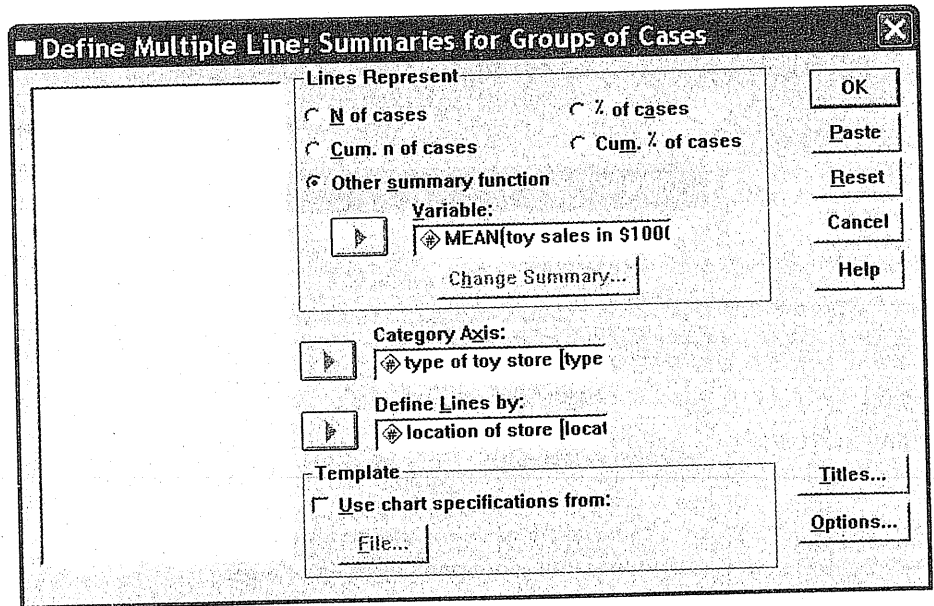 Define Multiple Line: Summaries for Groups of Cases
Lines Represent
N of cases
% of cases
Cum. n of cases
Cum. % of cases
Other summary function
Variable:
MEAN(toy sales in $100(
Change Summary...
Category Axis:
type of toy store [type
Define Lines by:
location of store [locat
Template
Use chart specifications from:
File...
OK
Paste
Reset
Cancel
Help
Titles...
Options...